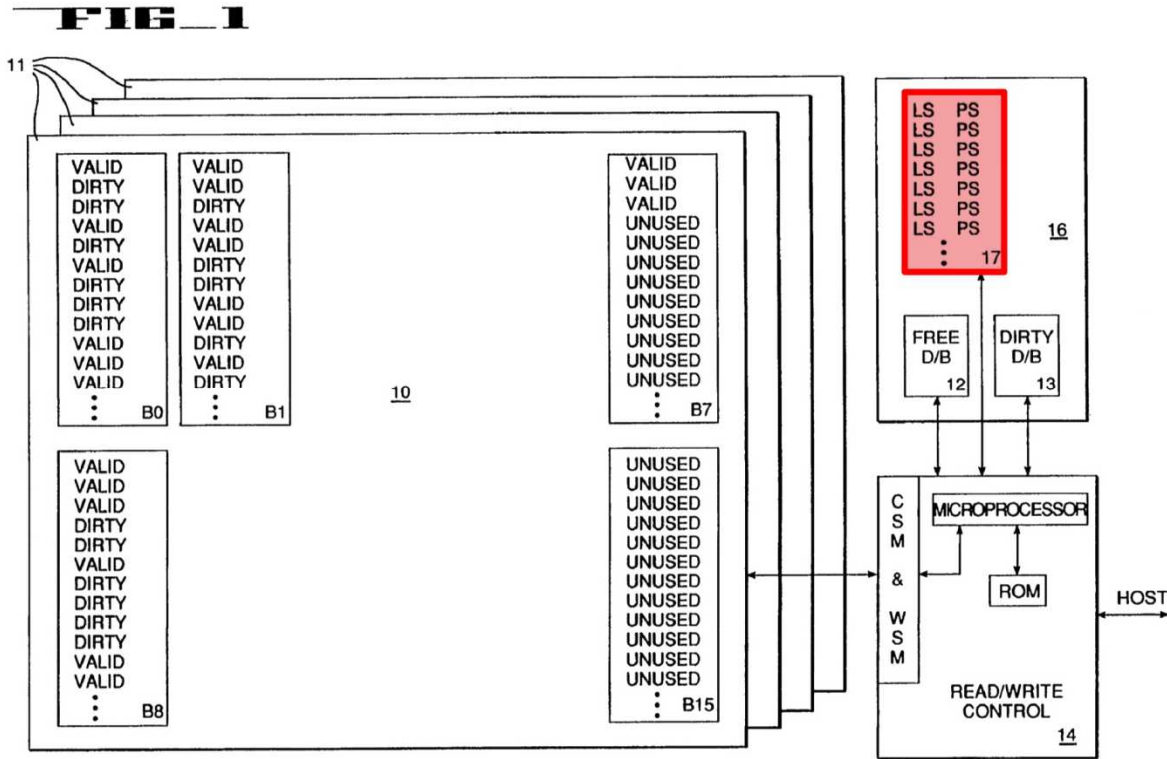 FIG_1
11
VALID
DIRTY
DIRTY
VALID
DIRTY
VALID
DIRTY
DIRTY
DIRTY
VALID
VALID
VALID
B0
VALID
VALID
DIRTY
VALID
VALID
DIRTY
DIRTY
VALID
VALID
DIRTY
VALID
DIRTY
B1
10
VALID
VALID
VALID
UNUSED
UNUSED
UNUSED
UNUSED
UNUSED
UNUSED
UNUSED
UNUSED
UNUSED
B7
VALID
VALID
VALID
DIRTY
DIRTY
VALID
DIRTY
DIRTY
DIRTY
DIRTY
VALID
VALID
B8
UNUSED
UNUSED
UNUSED
UNUSED
UNUSED
UNUSED
UNUSED
UNUSED
UNUSED
UNUSED
UNUSED
UNUSED
B15
LS PS
LS PS
LS PS
LS PS
LS PS
LS PS
LS PS
17
16
FREE
D/B
12
DIRTY
D/B
13
CSM & WSM
MICROPROCESSOR
ROM
HOST
READ/WRITE
CONTROL
14